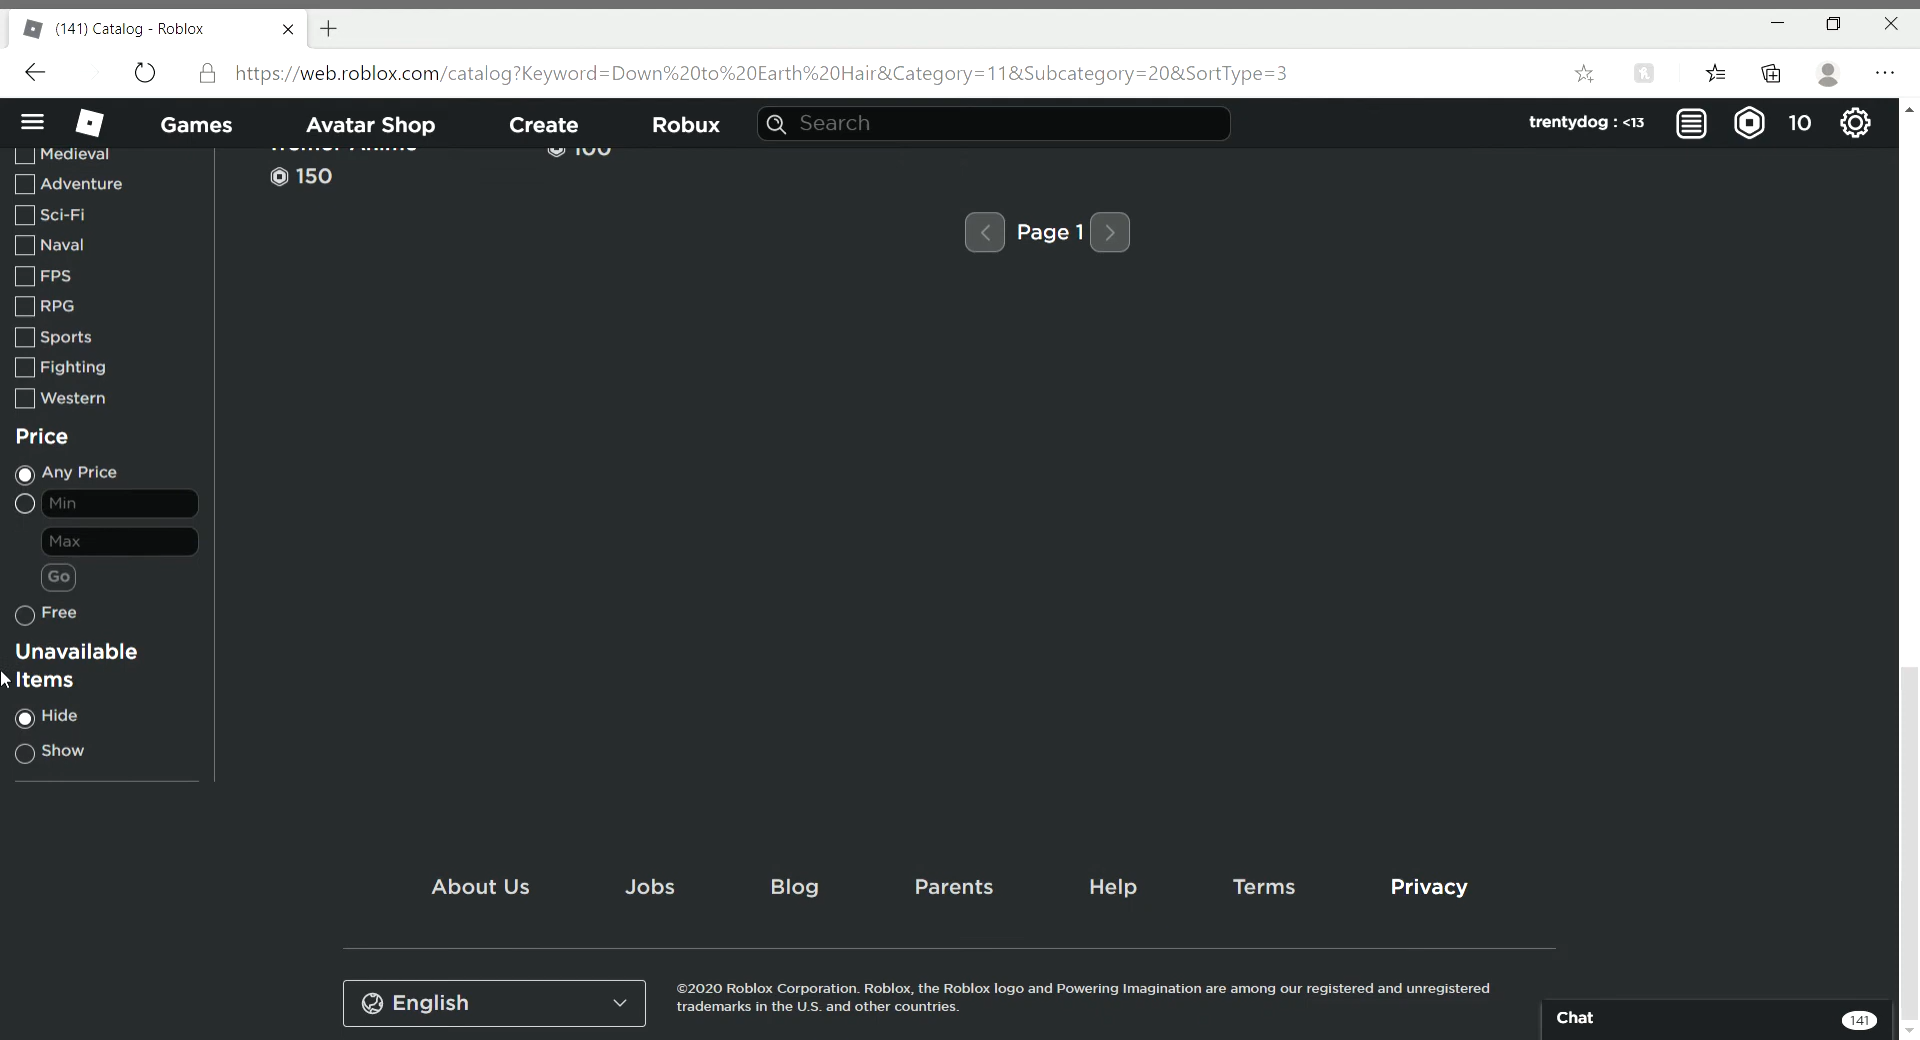 (141) Catalog - Roblox
https://web.roblox.com/catalog?Keyword=Down%20to%20Earth%20Hair&Category=11&Subcategory=20&SortType=3
Games Avatar Shop Create Robux Search trentydog : <13 10
Medieval
100
150
Adventure
Sci-Fi
Naval
Page 1
FPS
RPG
Sports
Fighting
Western
Price
Any Price
Min
Max
Go
Free
Unavailable
Items
Hide
Show
About Us Jobs Blog Parents Help Terms Privacy
English
©2020 Roblox Corporation. Roblox, the Roblox logo and Powering Imagination are among our registered and unregistered
trademarks in the U.S. and other countries.
Chat 141